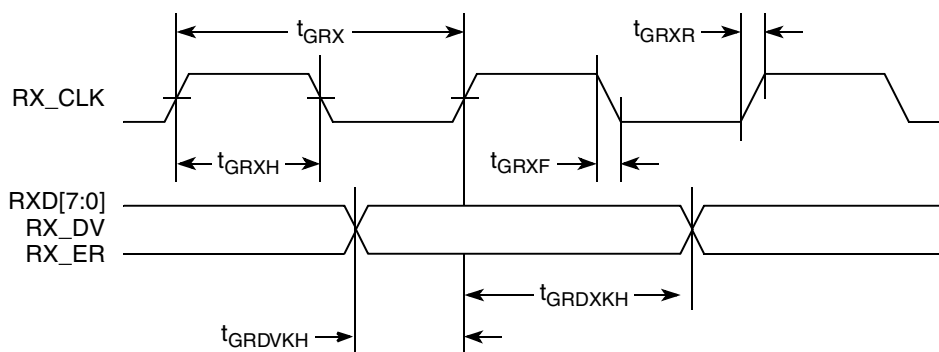 tGRX
tGRXR
RX_CLK
tGRXH
tGRXF
RXD[7:0]
RX_DV
RX_ER
tGRDXKH
tGRDVKH